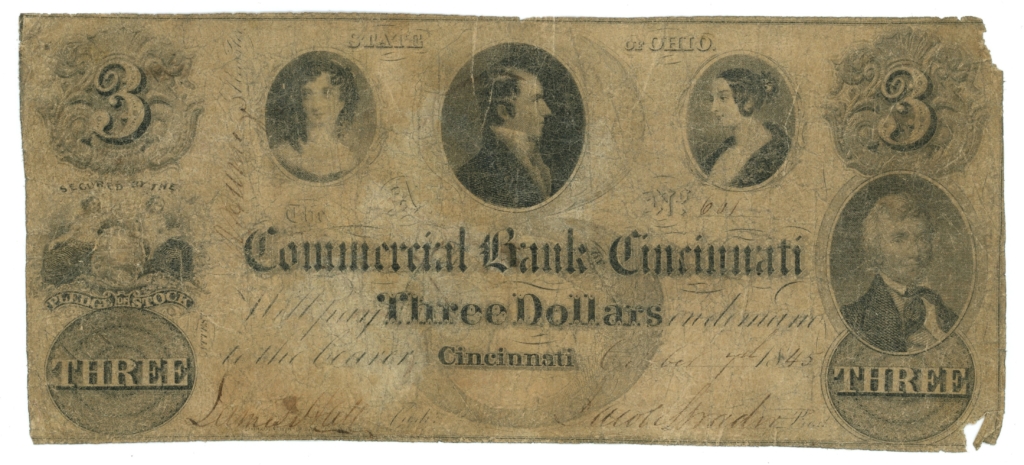 STATE OF OHIO.
3
3
SECURED BY THE
PLEDGE OF STOCK
No 64
The
Commercial Bank Cincinnati
Will pay Three Dollars on demand
to the bearer Cincinnati 1845
THREE
THREE